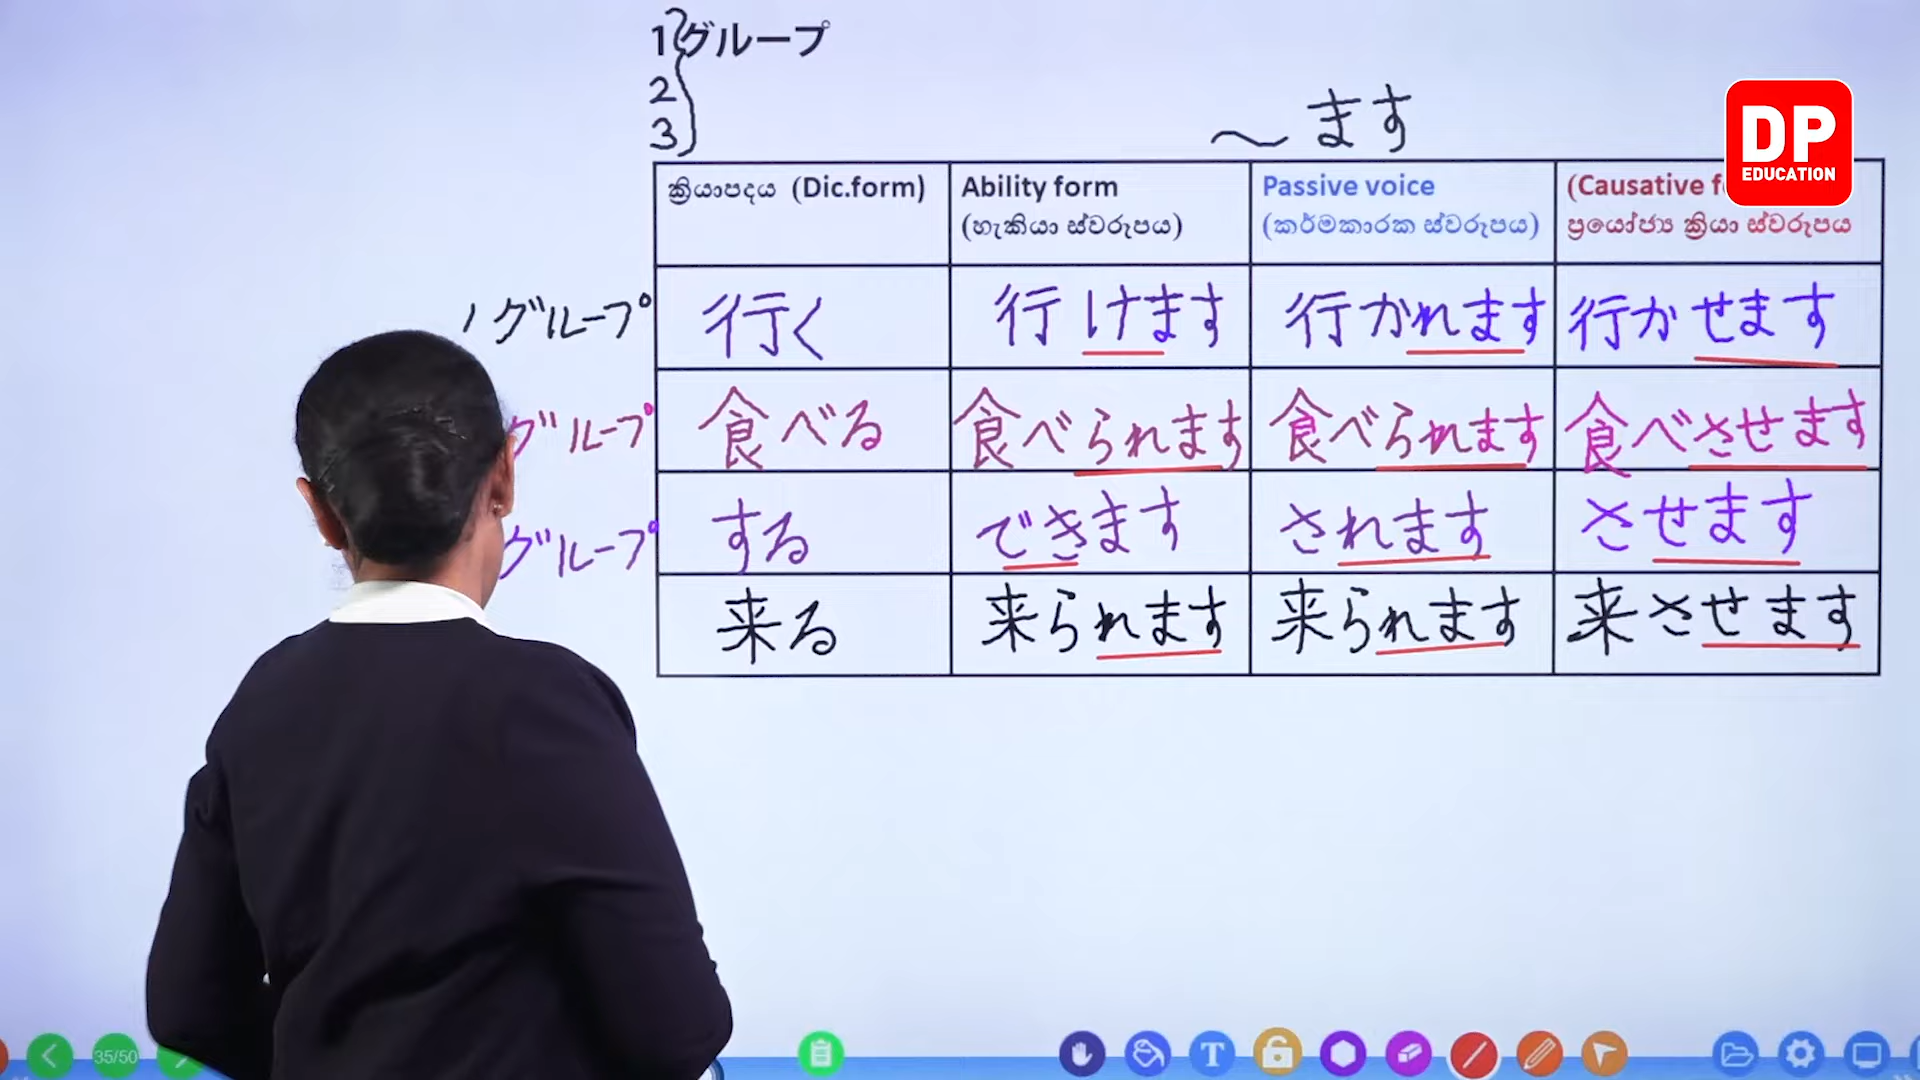 1 グループ
2
3
～ます
DP
EDUCATION
ක්‍රියාපදය (Dic.form)
Ability form
(හැකියා ස්වරූපය)
Passive voice
(කර්මකාරක ස්වරූපය)
(Causative f
ප්‍රයෝජ්‍ය ක්‍රියා ස්වරූපය
1 グループ
行く
行けます
行かれます
行かせます
グループ
食べる
食べられます
食べられます
食べさせます
グループ
する
できます
されます
させます
来る
来られます
来られます
来させます
35/50
T